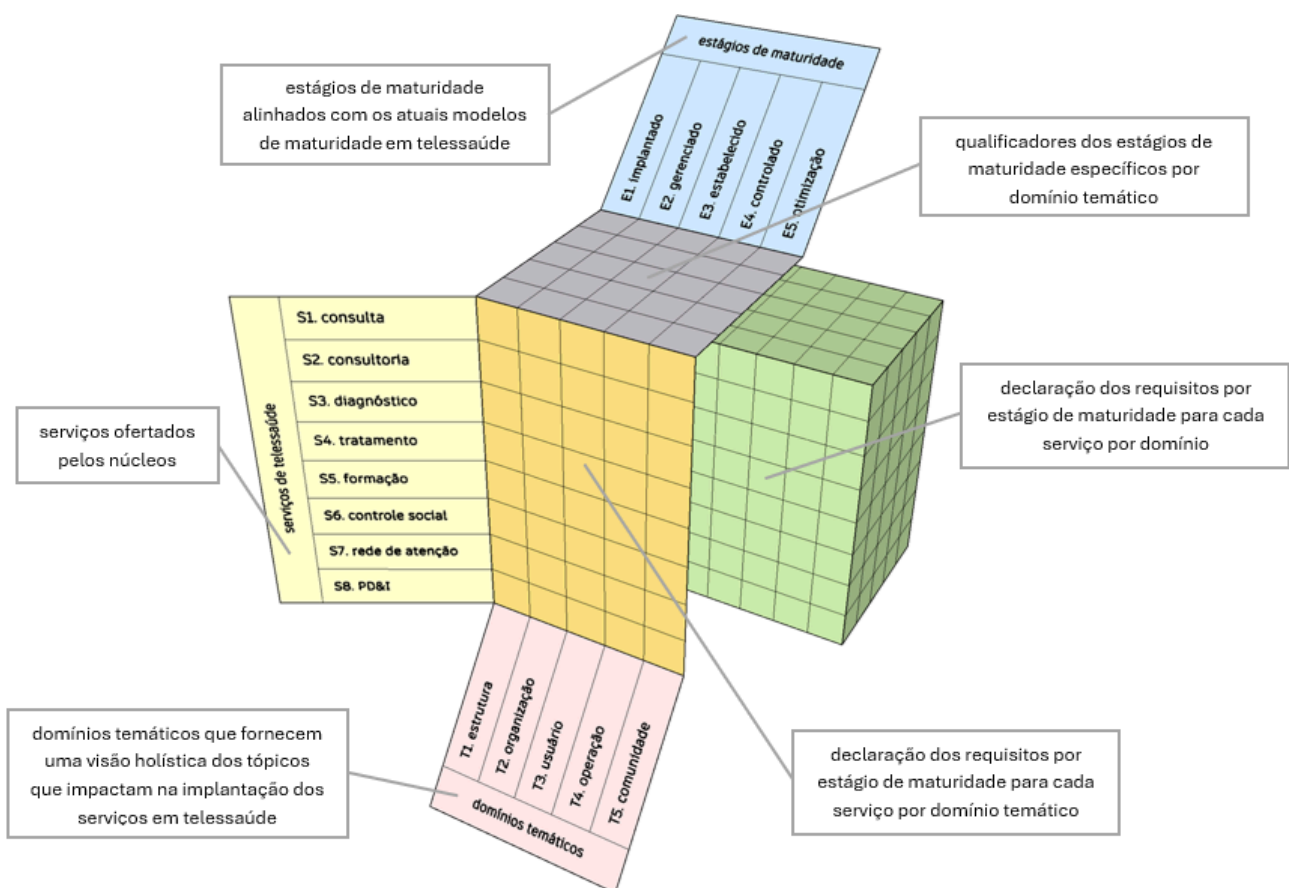 estágios de maturidade
E1. implantado
E2. gerenciado
E3. estabelecido
E4. controlado
E5. otimização
estágios de maturidade
alinhados com os atuais modelos
de maturidade em telessaúde
qualificadores dos estágios de
maturidade específicos por
domínio temático
serviços de telessaúde
S1. consulta
S2. consultoria
S3. diagnóstico
S4. tratamento
S5. formação
S6. controle social
S7. rede de atenção
S8. PD&I
serviços ofertados
pelos núcleos
declaração dos requisitos por
estágio de maturidade para cada
serviço por domínio
T1. estrutura
T2. organização
T3. usuário
T4. operação
T5. comunidade
domínios temáticos
domínios temáticos que fornecem
uma visão holística dos tópicos
que impactam na implantação dos
serviços em telessaúde
declaração dos requisitos por
estágio de maturidade para cada
serviço por domínio temático